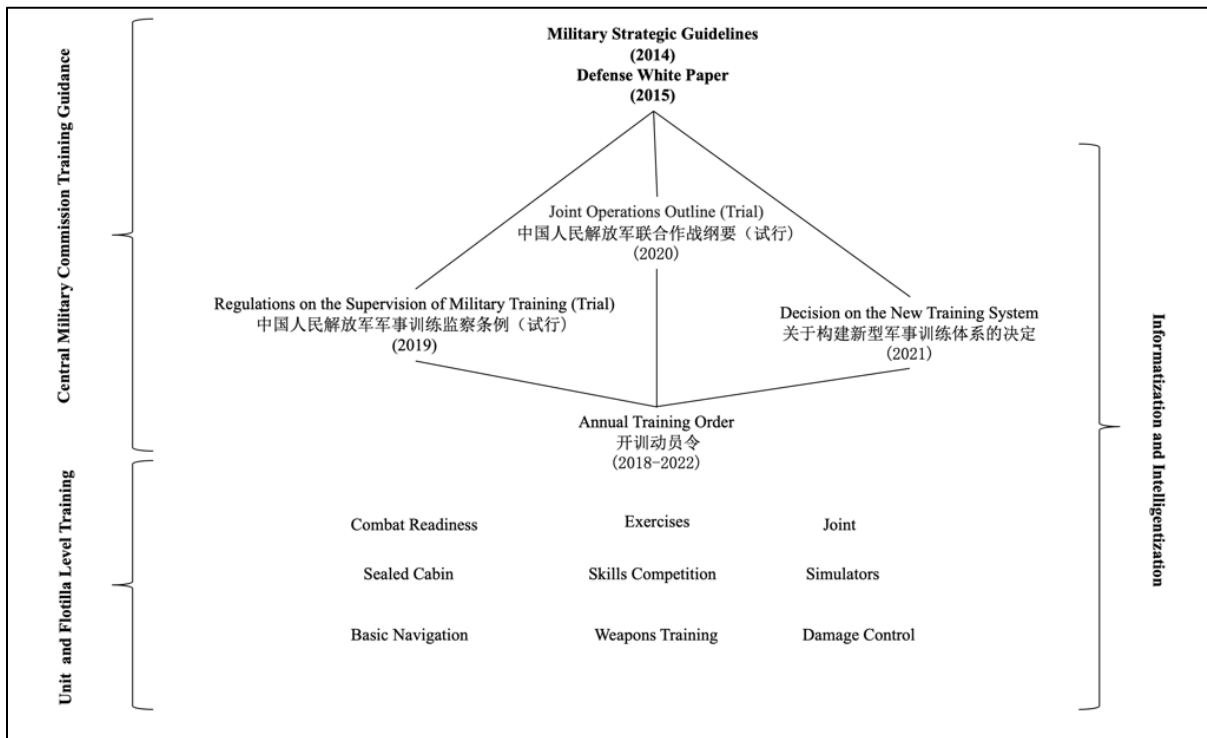 Military Strategic Guidelines
(2014)
Defense White Paper
(2015)
Central Military Commission Training Guidance
Joint Operations Outline (Trial)
中国人民解放军联合作战纲要（试行）
(2020)
Regulations on the Supervision of Military Training (Trial)
中国人民解放军军事训练监察条例（试行）
(2019)
Decision on the New Training System
关于构建新型军事训练体系的决定
(2021)
Annual Training Order
开训动员令
(2018-2022)
Informatization and Intelligentization
Unit and Flotilla Level Training
Combat Readiness
Exercises
Joint
Sealed Cabin
Skills Competition
Simulators
Basic Navigation
Weapons Training
Damage Control